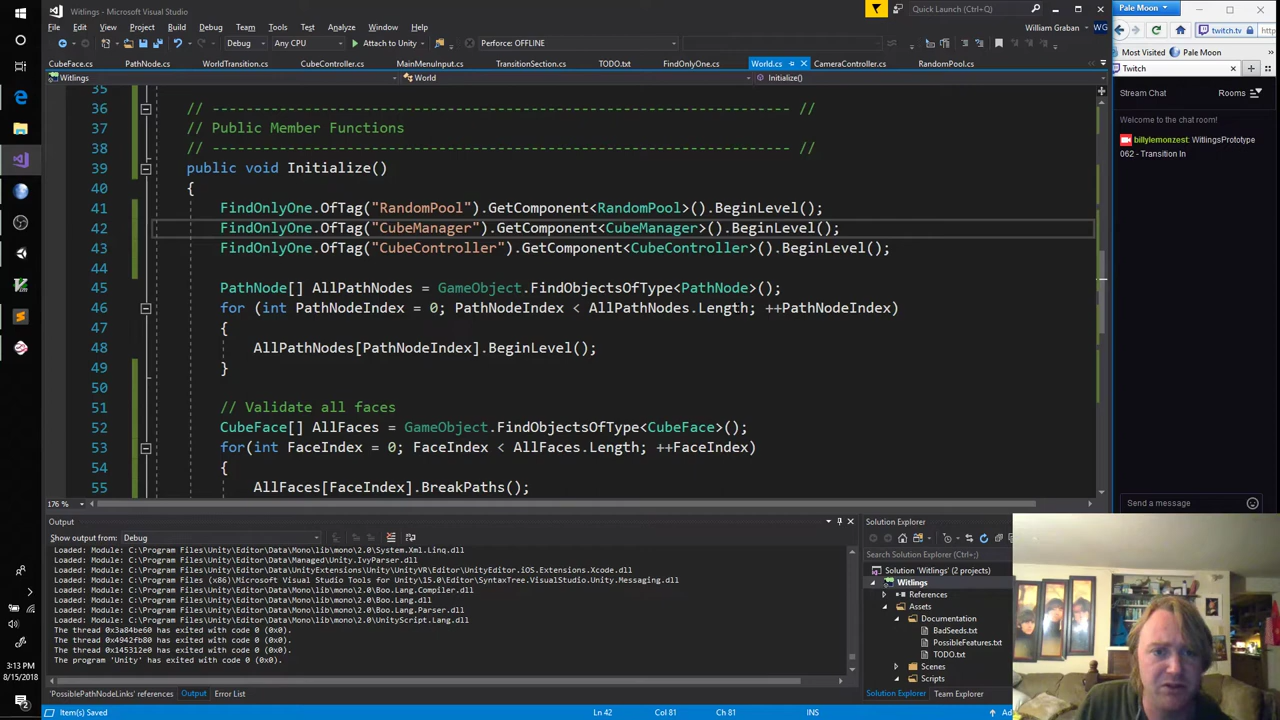 Witlings - Microsoft Visual Studio
Quick Launch (Ctrl+Q)
Pale Moon
File Edit View Project Build Debug Team Tools Analyze Window Help
William Graban WG
Debug Any CPU Attach to Unity Perforce: OFFLINE
twitch.tv
Most Visited Pale Moon
CubeFace.cs PathNode.cs WorldTransition.cs CubeController.cs MainMenuInput.cs TransitionSection.cs TODO.txt FindOnlyOne.cs World.cs CameraController.cs RandomPool.cs
Twitch
Witlings World Initialize()
Stream Chat Rooms
Welcome to the chat room!
billylemonzest: WitlingsPrototype
062 - Transition In
35
36 // ---------------------------------------------------------------------- //
37 // Public Member Functions
38 // ---------------------------------------------------------------------- //
39 public void Initialize()
40 {
41 FindOnlyOne.OfTag("RandomPool").GetComponent<RandomPool>().BeginLevel();
42 FindOnlyOne.OfTag("CubeManager").GetComponent<CubeManager>().BeginLevel();
43 FindOnlyOne.OfTag("CubeController").GetComponent<CubeController>().BeginLevel();
44
45 PathNode[] AllPathNodes = GameObject.FindObjectsOfType<PathNode>();
46 for (int PathNodeIndex = 0; PathNodeIndex < AllPathNodes.Length; ++PathNodeIndex)
47 {
48 AllPathNodes[PathNodeIndex].BeginLevel();
49 }
50
51 // Validate all faces
52 CubeFace[] AllFaces = GameObject.FindObjectsOfType<CubeFace>();
53 for(int FaceIndex = 0; FaceIndex < AllFaces.Length; ++FaceIndex)
54 {
55 AllFaces[FaceIndex].BreakPaths();
176 %
Send a message
Output
Show output from: Debug
Loaded: Module: C:\Program Files\Unity\Editor\Data\Mono\lib\mono\2.0\System.Xml.Linq.dll
Loaded: Module: C:\Program Files\Unity\Editor\Data\Managed\Unity.IvyParser.dll
Loaded: Module: C:\Program Files\Unity\Editor\Data\UnityExtensions\Unity\UnityVR\Editor\UnityEditor.iOS.Extensions.Xcode.dll
Loaded: Module: C:\Program Files (x86)\Microsoft Visual Studio Tools for Unity\15.0\Editor\SyntaxTree.VisualStudio.Unity.Messaging.dll
Loaded: Module: C:\Program Files\Unity\Editor\Data\Mono\lib\mono\2.0\Boo.Lang.Compiler.dll
Loaded: Module: C:\Program Files\Unity\Editor\Data\Mono\lib\mono\2.0\Boo.Lang.dll
Loaded: Module: C:\Program Files\Unity\Editor\Data\Mono\lib\mono\2.0\Boo.Lang.Parser.dll
Loaded: Module: C:\Program Files\Unity\Editor\Data\Mono\lib\mono\2.0\UnityScript.Lang.dll
The thread 0x3a84be60 has exited with code 0 (0x0).
The thread 0x4942fb80 has exited with code 0 (0x0).
The thread 0x145312e0 has exited with code 0 (0x0).
The program 'Unity' has exited with code 0 (0x0).
Solution Explorer
Search Solution Explorer (Ctrl+;)
Solution 'Witlings' (2 projects)
Witlings
References
Assets
Documentation
BadSeeds.txt
PossibleFeatures.txt
TODO.txt
Scenes
Scripts
'PossiblePathNodeLinks' references Output Error List
Solution Explorer Team Explorer
Item(s) Saved Ln 42 Col 81 Ch 81 INS
3:13 PM
8/15/2018
2